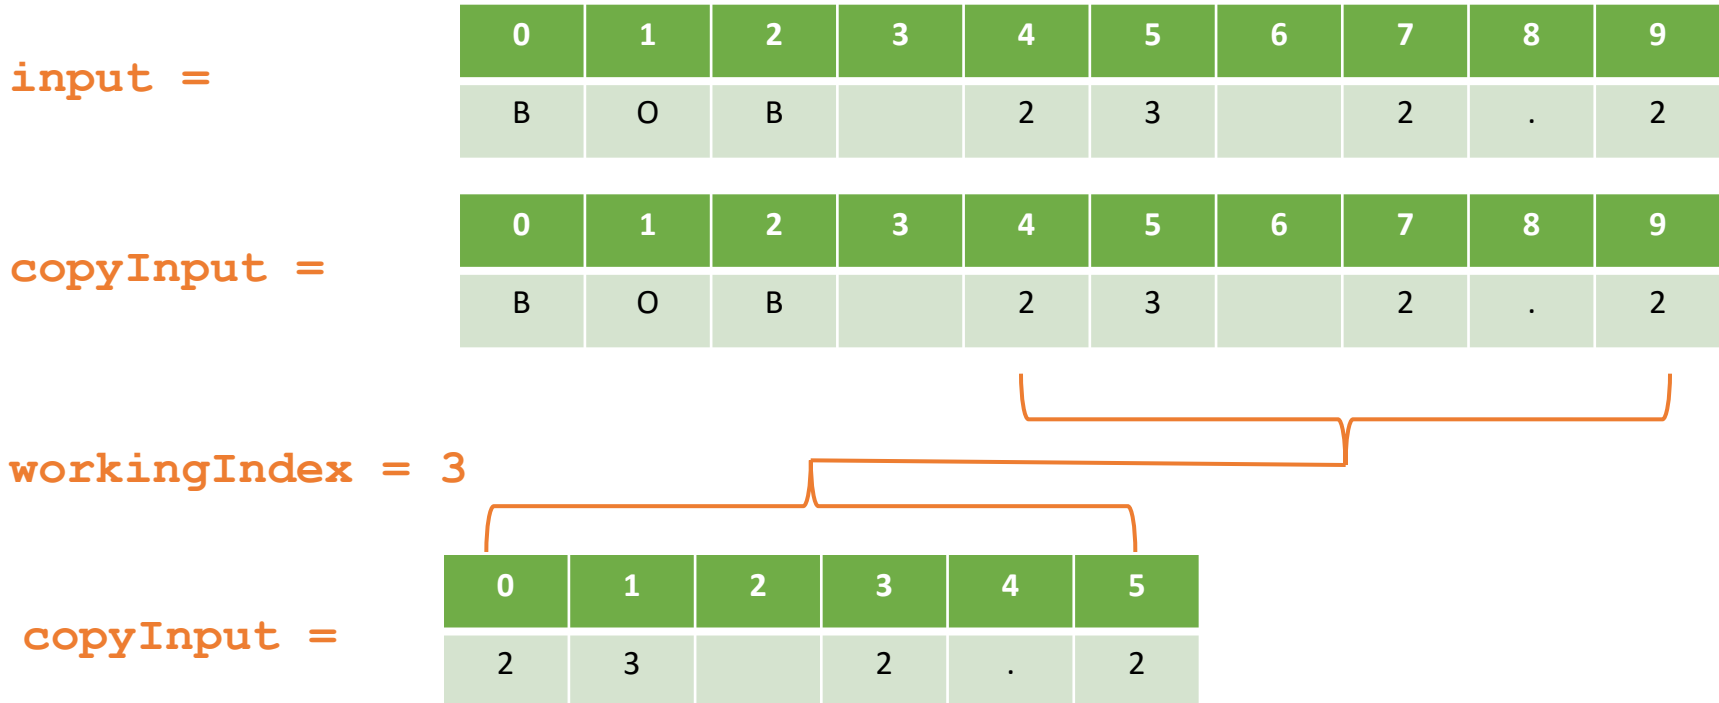 0 1 2 3 4 5 6 7 8 9
input =
B O B 2 3 2 . 2
0 1 2 3 4 5 6 7 8 9
copyInput =
B O B 2 3 2 . 2
workingIndex = 3
0 1 2 3 4 5
copyInput =
2 3 2 . 2